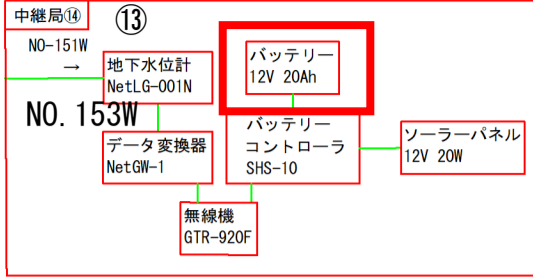 中継局⑭
⑬
NO-151W
→
地下水位計
NetLG-001N
バッテリー
12V 20Ah
NO. 153W
データ変換器
NetGW-1
バッテリー
コントローラ
SHS-10
ソーラーパネル
12V 20W
無線機
GTR-920F